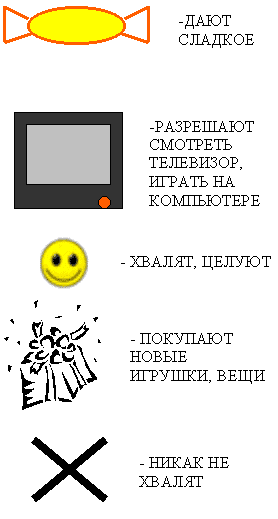 -ДАЮТ
СЛАДКОЕ
-РАЗРЕШАЮТ
СМОТРЕТЬ
ТЕЛЕВИЗОР,
ИГРАТЬ НА
КОМПЬЮТЕРЕ
- ХВАЛЯТ, ЦЕЛУЮТ
- ПОКУПАЮТ
НОВЫЕ
ИГРУШКИ, ВЕЩИ
- НИКАК НЕ
ХВАЛЯТ